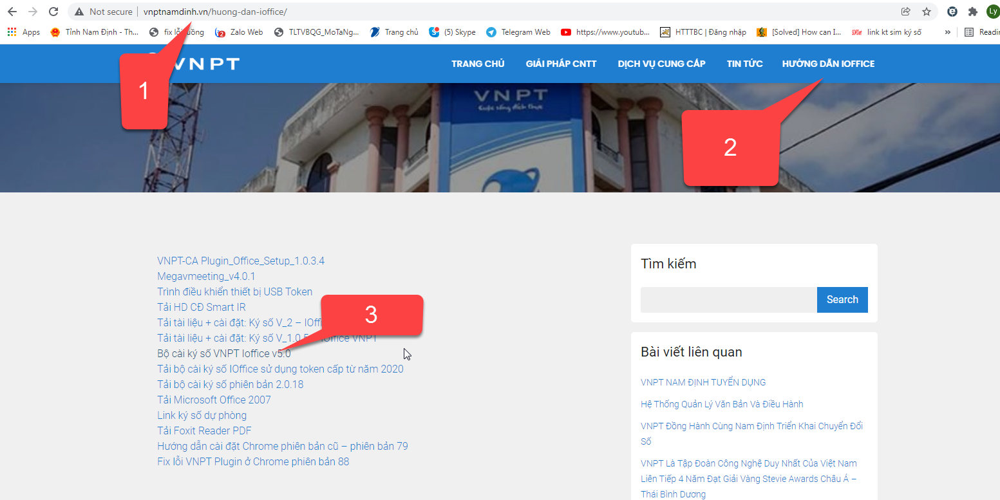 Not secure | vnptnamdinh.vn/huong-dan-ioffice/
Ly
Apps Tỉnh Nam Định - Th... fix lỗi luồng Zalo Web TLTVBQG_MoTaNg... Trang chủ (5) Skype Telegram Web https://www.youtub... HTTTBC | Đăng nhập [Solved] How can I... link kt sim ký số » Readin
1
VNPT
TRANG CHỦ GIẢI PHÁP CNTT DỊCH VỤ CUNG CẤP TIN TỨC HƯỚNG DẪN IOFFICE
VNPT
Cuộc sống đích thực
2
VNPT-CA Plugin_Office_Setup_1.0.3.4
Megavmeeting_v4.0.1
Trình điều khiển thiết bị USB Token
Tải HD CĐ Smart IR
Tải tài liệu + cài đặt: Ký số V_2 – IOffi
3
Tải tài liệu + cài đặt: Ký số V_1.0.5 IOffice VNPT
Bộ cài ký số VNPT Ioffice v5.0
Tải bộ cài ký số IOffice sử dụng token cấp từ năm 2020
Tải bộ cài ký số phiên bản 2.0.18
Tải Microsoft Office 2007
Link ký số dự phòng
Tải Foxit Reader PDF
Hướng dẫn cài đặt Chrome phiên bản cũ – phiên bản 79
Fix lỗi VNPT Plugin ở Chrome phiên bản 88
Tìm kiếm
Search
Bài viết liên quan
VNPT NAM ĐỊNH TUYỂN DỤNG
Hệ Thống Quản Lý Văn Bản Và Điều Hành
VNPT Đồng Hành Cùng Nam Định Triển Khai Chuyển Đổi
Số
VNPT Là Tập Đoàn Công Nghệ Duy Nhất Của Việt Nam
Liên Tiếp 4 Năm Đạt Giải Vàng Stevie Awards Châu Á –
Thái Bình Dương